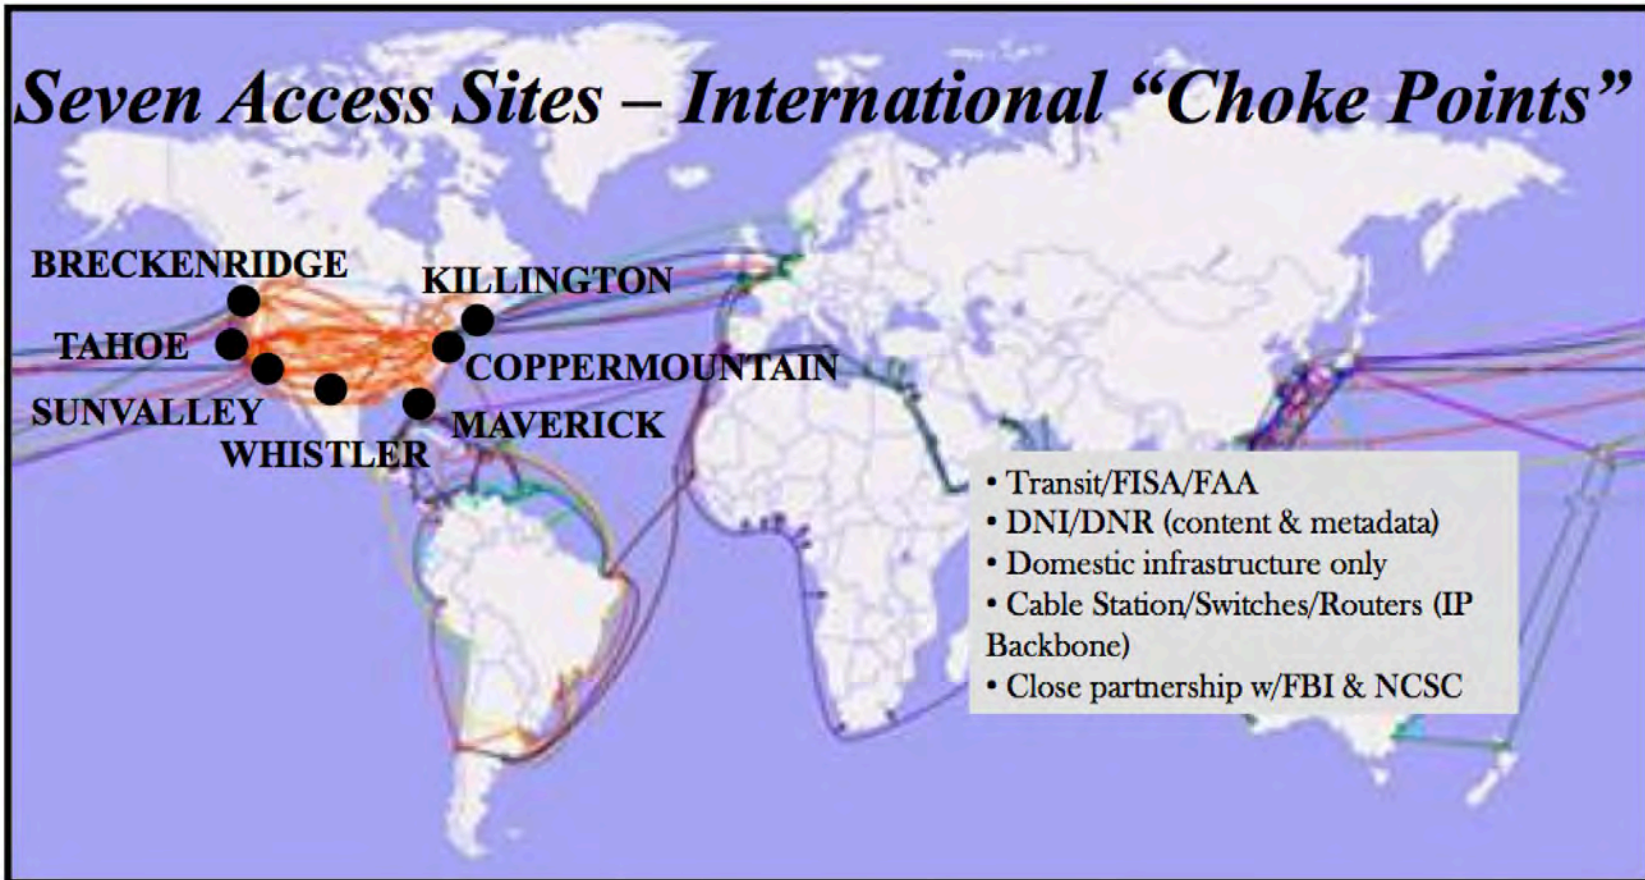 Seven Access Sites – International “Choke Points”
BRECKENRIDGE
KILLINGTON
TAHOE
COPPERMOUNTAIN
SUNVALLEY
MAVERICK
WHISTLER
• Transit/FISA/FAA
• DNI/DNR (content & metadata)
• Domestic infrastructure only
• Cable Station/Switches/Routers (IP
Backbone)
• Close partnership w/FBI & NCSC